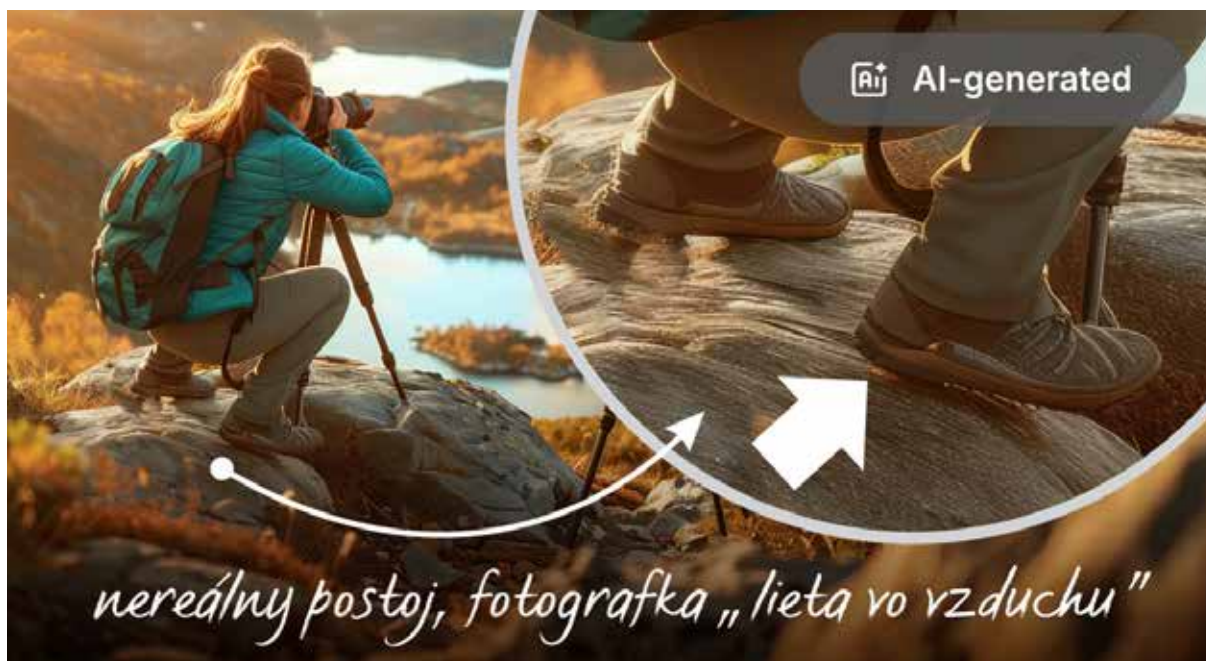 AI-generated
nereálny postoj, fotografka „lieta vo vzduchu”